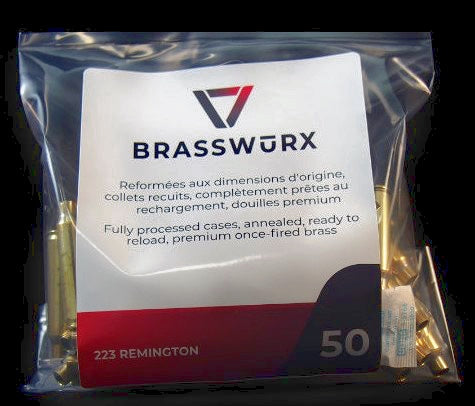 BRASSWŪRX
Reformées aux dimensions d'origine,
collets recuits, complètement prêtes au
rechargement, douilles premium
Fully processed cases, annealed, ready to
reload, premium once-fired brass
223 REMINGTON
50